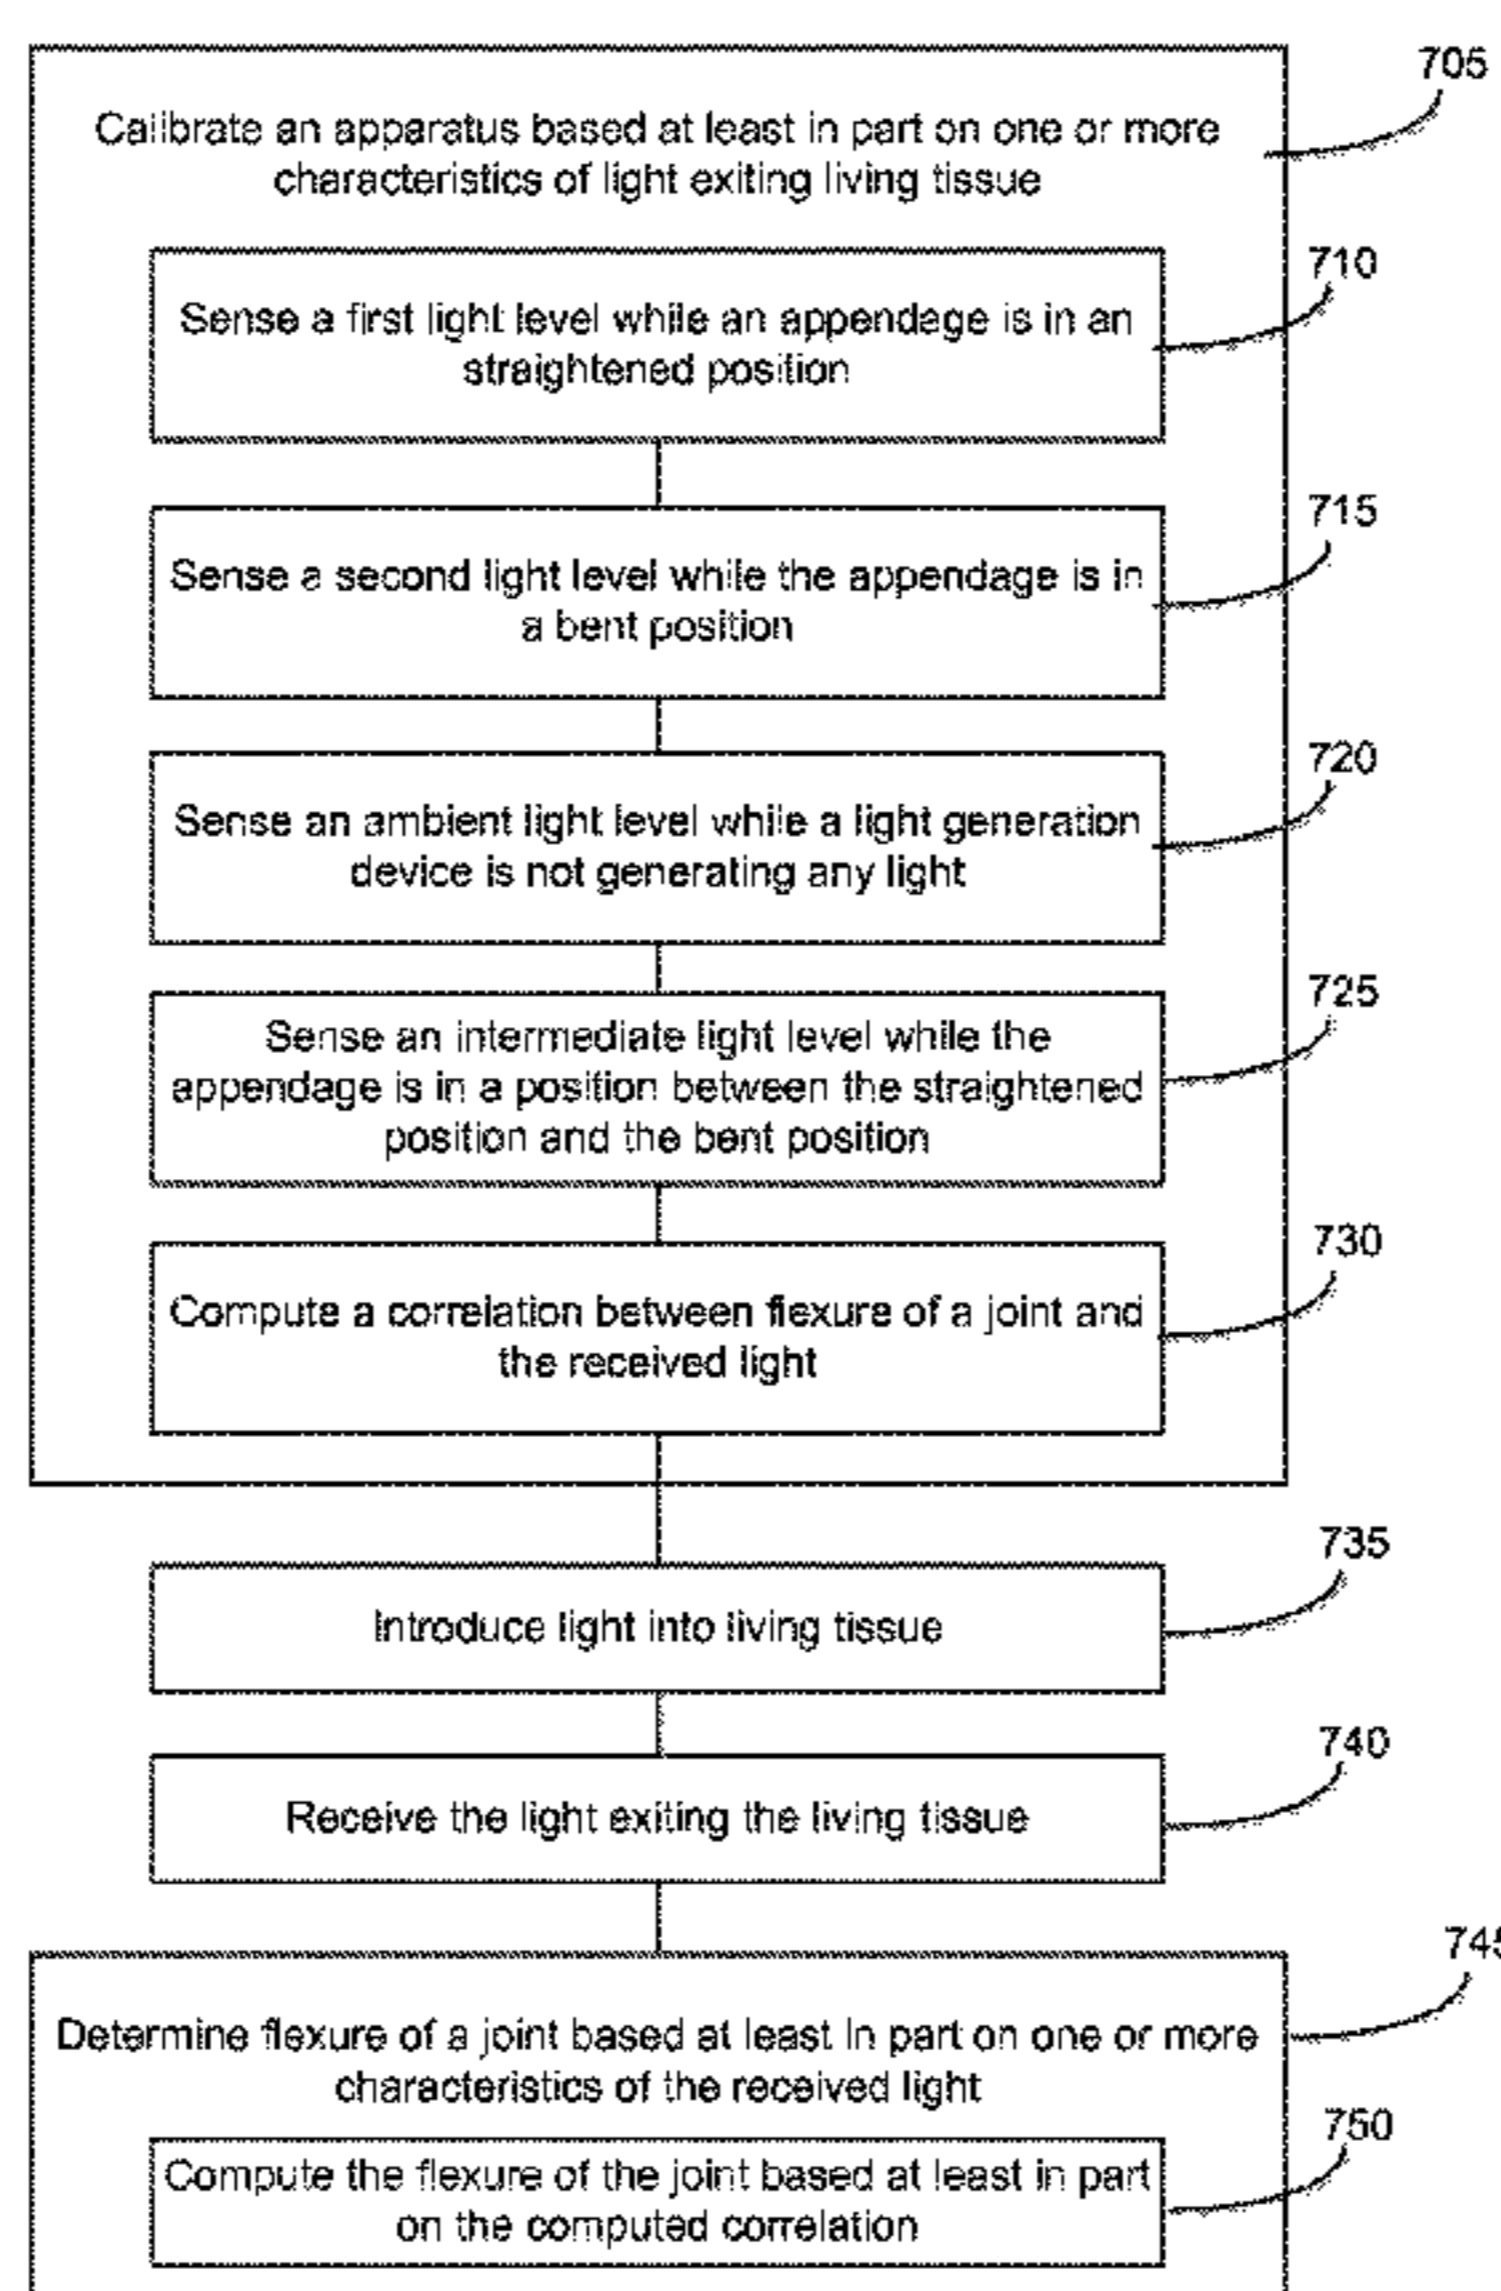 705
Calibrate an apparatus based at least in part on one or more
characteristics of light exiting living tissue
710
Sense a first light level while an appendage is in an
straightened position
715
Sense a second light level while the appendage is in
a bent position
720
Sense an ambient light level while a light generation
device is not generating any light
725
Sense an intermediate light level while the
appendage is in a position between the straightened
position and the bent position
730
Compute a correlation between flexure of a joint and
the received light
735
Introduce light into living tissue
740
Receive the light exiting the living tissue
745
Determine flexure of a joint based at least in part on one or more
characteristics of the received light
750
Compute the flexure of the joint based at least in part
on the computed correlation